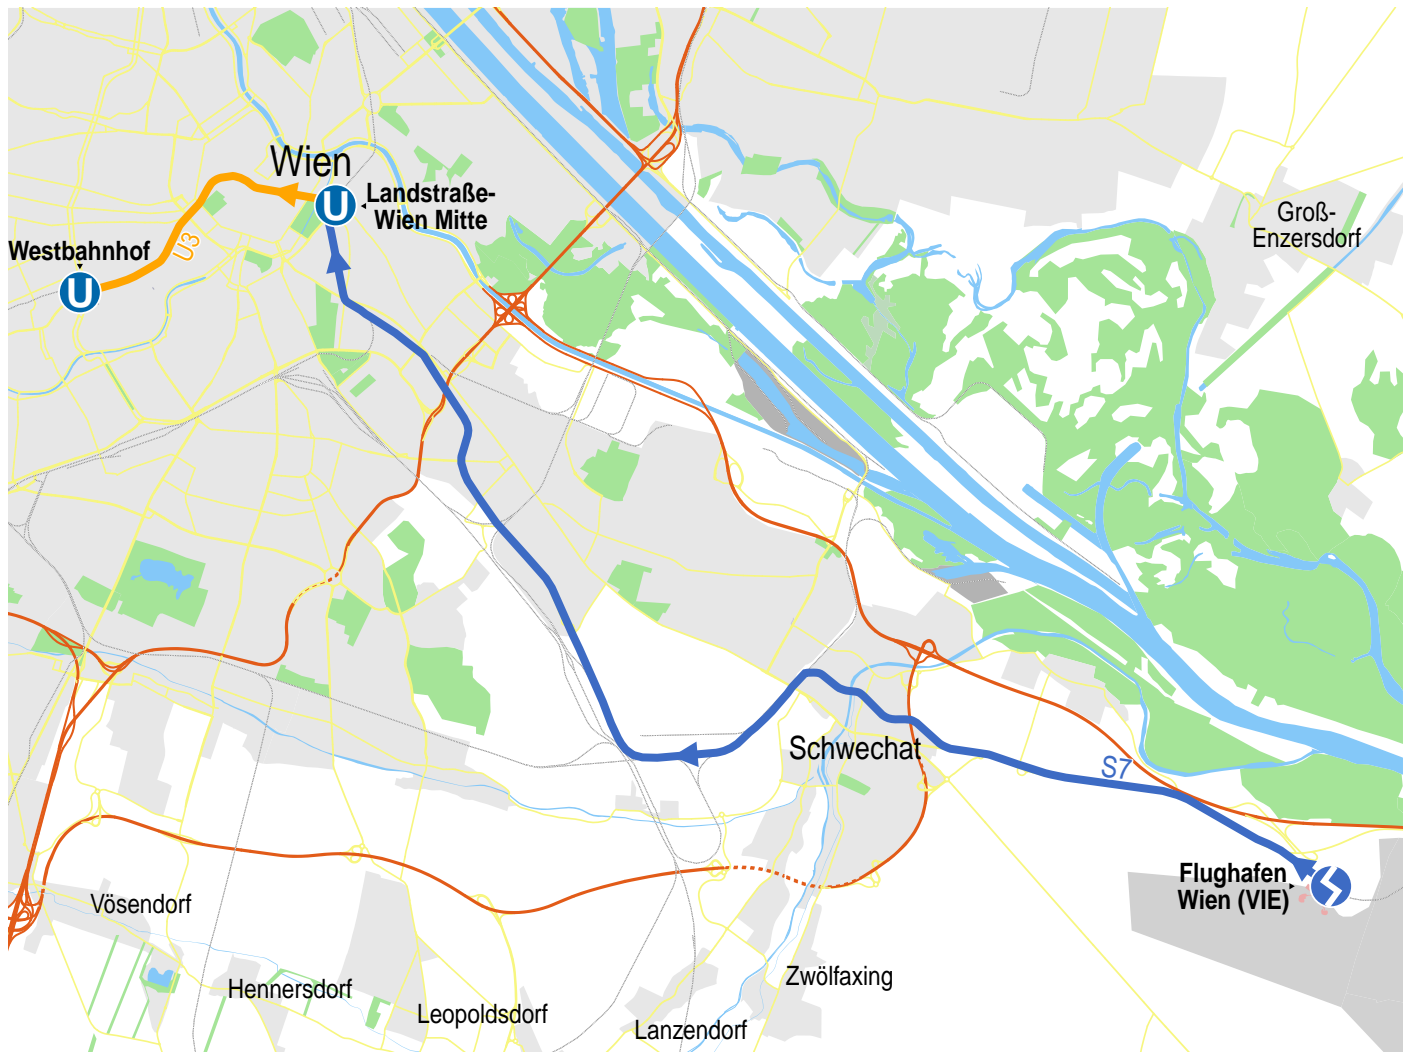 Wien
U
Landstraße-
Wien Mitte
Westbahnhof
U
U3
Groß-
Enzersdorf
Schwechat
S7
Flughafen
Wien (VIE)
Vösendorf
Hennersdorf
Leopoldsdorf
Lanzendorf
Zwölfaxing